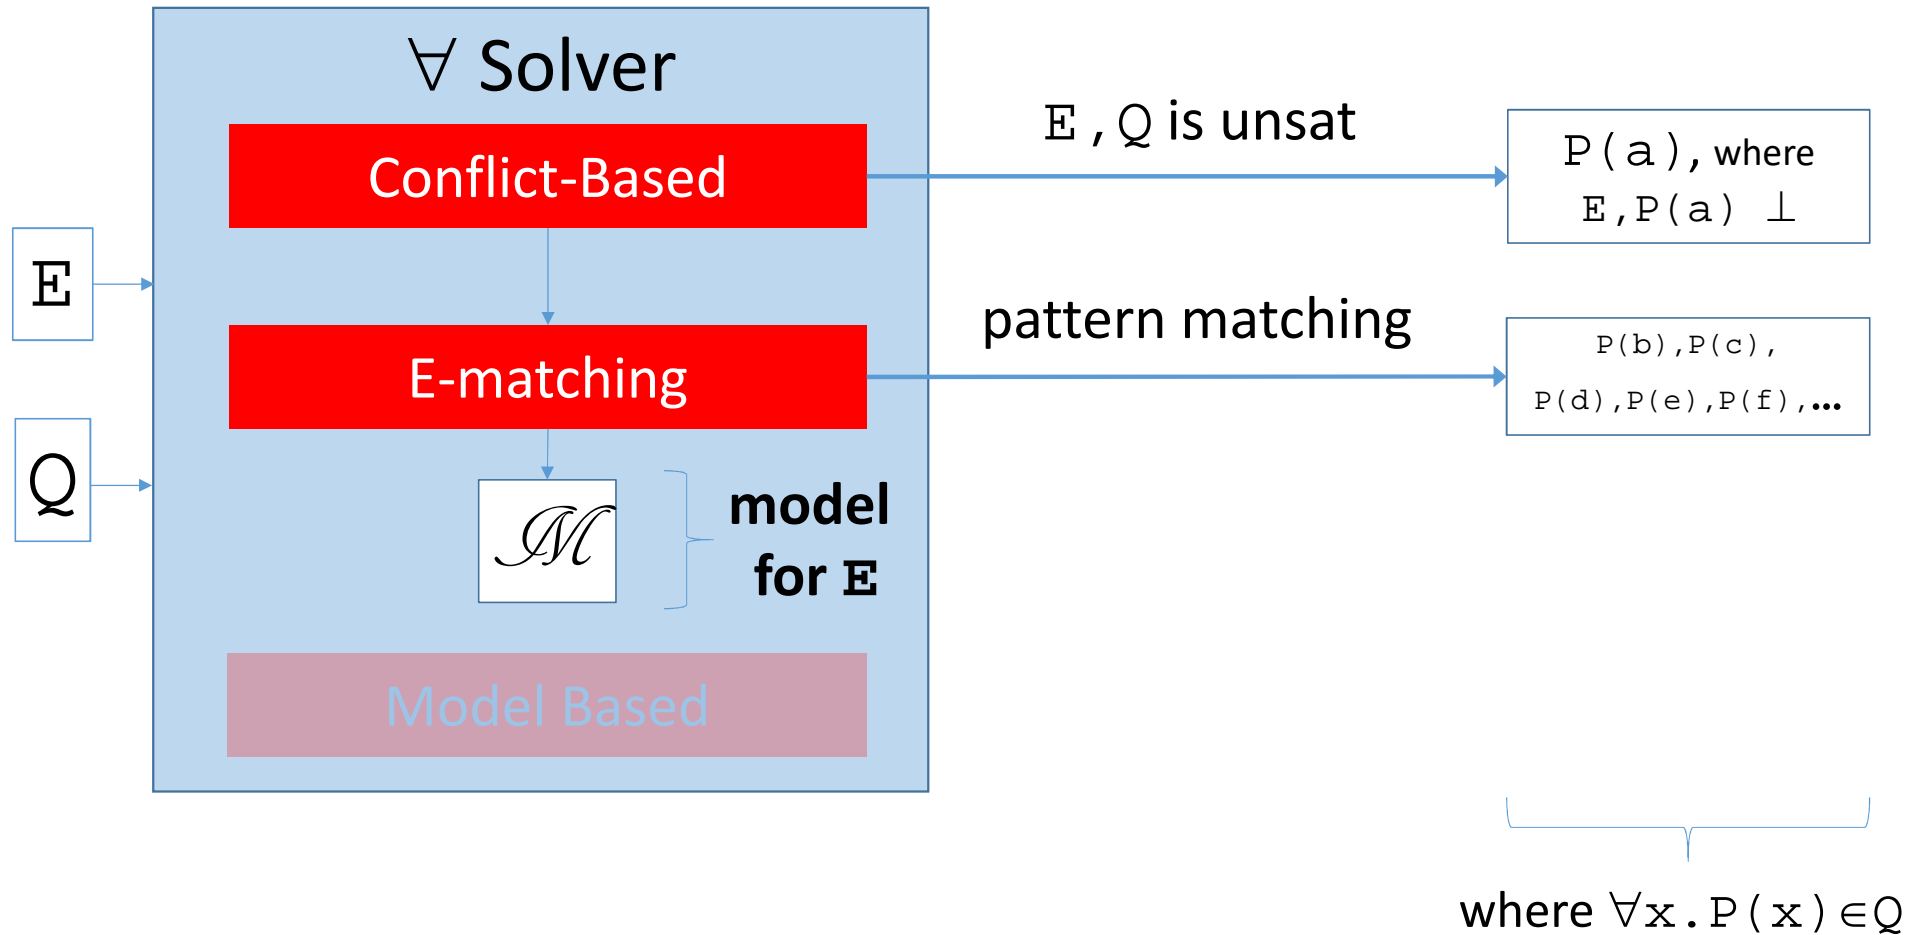 ∀ Solver
Conflict-Based
E,Q is unsat
P(a), where
E,P(a) ⊥
E
E-matching
pattern matching
P(b),P(c),
P(d),P(e),P(f),…
Q
ℳ
model
for E
Model Based
where ∀x.P(x)∈Q